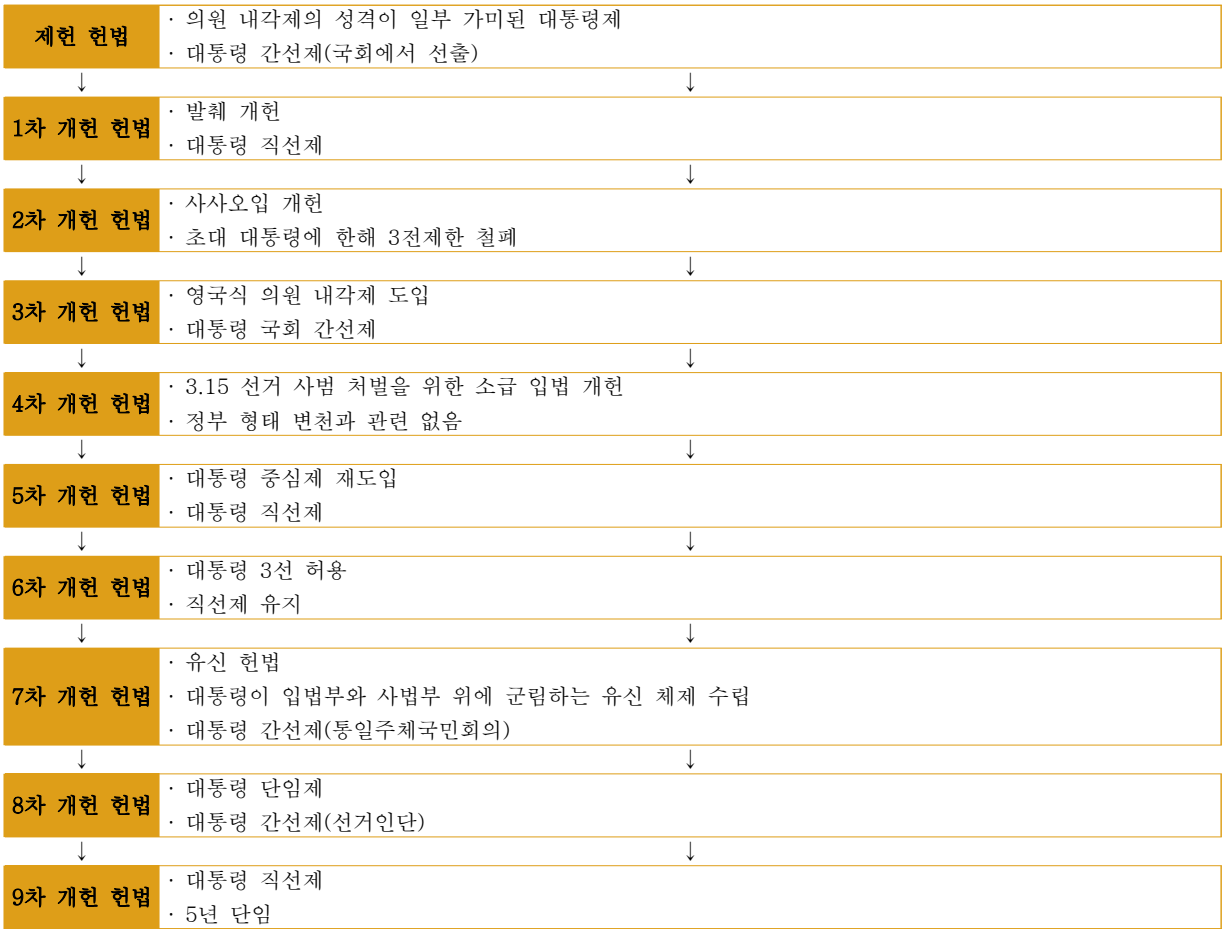 제헌 헌법
· 의원 내각제의 성격이 일부 가미된 대통령제
· 대통령 간선제(국회에서 선출)
↓ ↓
1차 개헌 헌법
· 발췌 개헌
· 대통령 직선제
↓ ↓
2차 개헌 헌법
· 사사오입 개헌
· 초대 대통령에 한해 3전제한 철폐
↓ ↓
3차 개헌 헌법
· 영국식 의원 내각제 도입
· 대통령 국회 간선제
↓ ↓
4차 개헌 헌법
· 3.15 선거 사범 처벌을 위한 소급 입법 개헌
· 정부 형태 변천과 관련 없음
↓ ↓
5차 개헌 헌법
· 대통령 중심제 재도입
· 대통령 직선제
↓ ↓
6차 개헌 헌법
· 대통령 3선 허용
· 직선제 유지
↓ ↓
7차 개헌 헌법
· 유신 헌법
· 대통령이 입법부와 사법부 위에 군림하는 유신 체제 수립
· 대통령 간선제(통일주체국민회의)
↓ ↓
8차 개헌 헌법
· 대통령 단임제
· 대통령 간선제(선거인단)
↓ ↓
9차 개헌 헌법
· 대통령 직선제
· 5년 단임